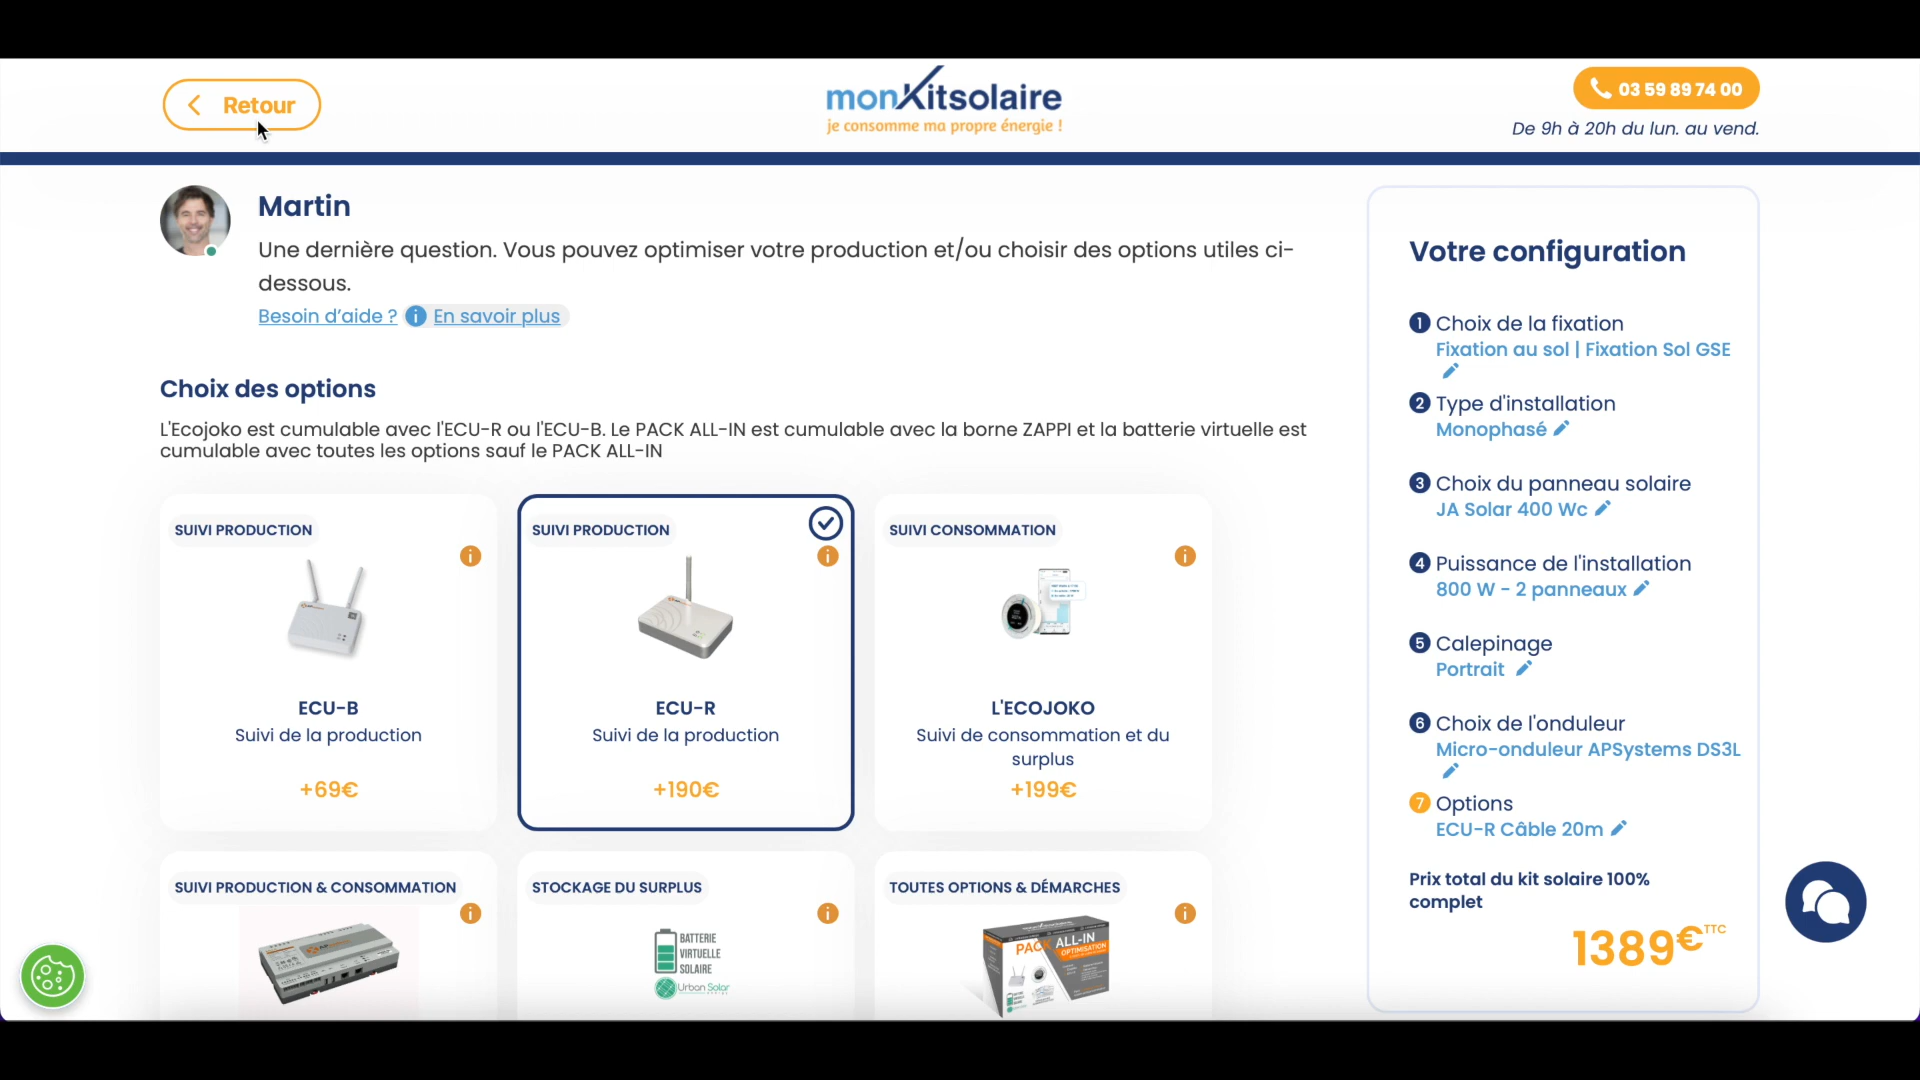 Retour
monKitsolaire
je consomme ma propre énergie !
03 59 89 74 00
De 9h à 20h du lun. au vend.
Martin
Une dernière question. Vous pouvez optimiser votre production et/ou choisir des options utiles ci-
dessous.
Besoin d'aide ? En savoir plus
Choix des options
L'Ecojoko est cumulable avec l'ECU-R ou l'ECU-B. Le PACK ALL-IN est cumulable avec la borne ZAPPI et la batterie virtuelle est
cumulable avec toutes les options sauf le PACK ALL-IN
SUIVI PRODUCTION
ECU-B
Suivi de la production
+69€
SUIVI PRODUCTION
ECU-R
Suivi de la production
+190€
SUIVI CONSOMMATION
L'ECOJOKO
Suivi de consommation et du
surplus
+199€
SUIVI PRODUCTION & CONSOMMATION
STOCKAGE DU SURPLUS
BATTERIE
VIRTUELLE
SOLAIRE
Urban Solar
TOUTES OPTIONS & DÉMARCHES
PACK ALL-IN
OPTIMISATION
Votre configuration
1 Choix de la fixation
Fixation au sol | Fixation Sol GSE
2 Type d'installation
Monophasé
3 Choix du panneau solaire
JA Solar 400 Wc
4 Puissance de l'installation
800 W - 2 panneaux
5 Calepinage
Portrait
6 Choix de l'onduleur
Micro-onduleur APSystems DS3L
7 Options
ECU-R Câble 20m
Prix total du kit solaire 100%
complet
1389€ TTC